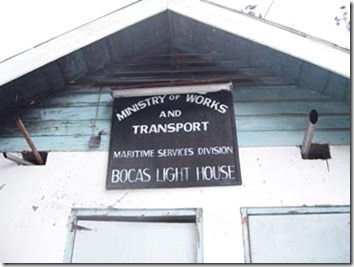 MINISTRY OF WORKS
AND
TRANSPORT
MARITIME SERVICES DIVISION
BOCAS LIGHT HOUSE